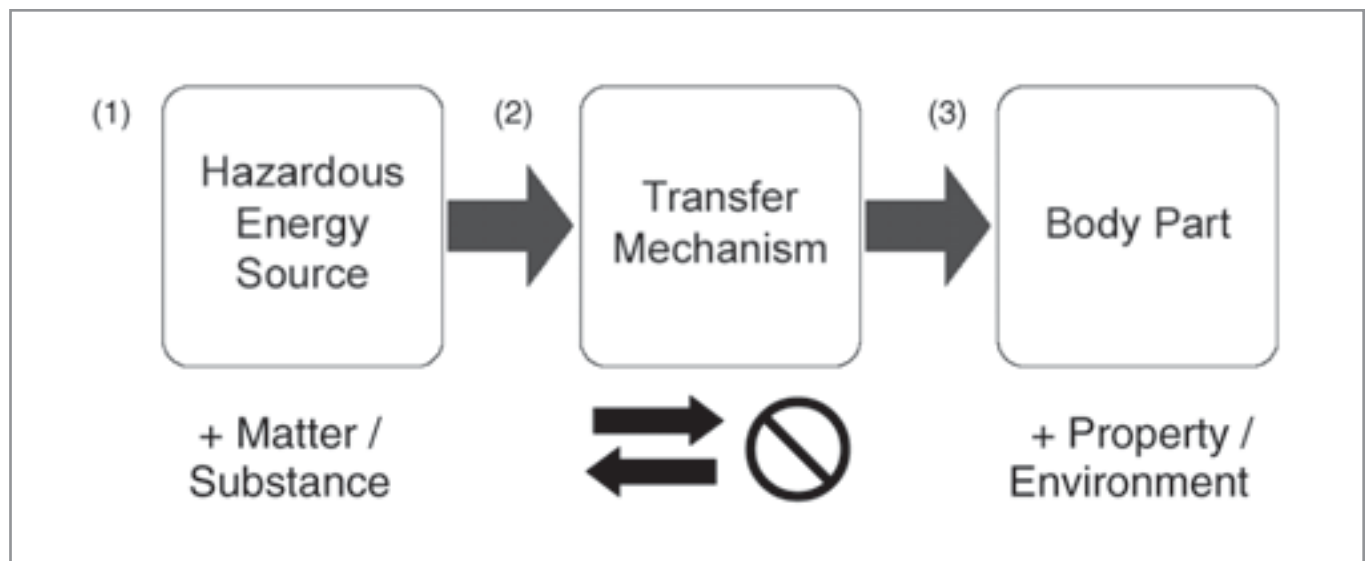 (1)
Hazardous
Energy
Source
+ Matter /
Substance
(2)
Transfer
Mechanism
(3)
Body Part
+ Property /
Environment